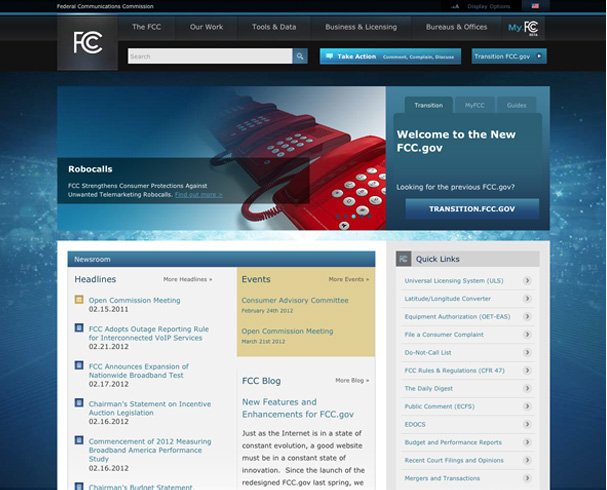 Federal Communications Commission
Display Options
FCC
The FCC
Our Work
Tools & Data
Business & Licensing
Bureaus & Offices
My FCC
BETA
Search
Take Action Comment, Complain, Discuss
Transition FCC.gov
Robocalls
FCC Strengthens Consumer Protections Against
Unwanted Telemarketing Robocalls. Find out more >
Transition
MyFCC
Guides
Welcome to the New
FCC.gov
Looking for the previous FCC.gov?
TRANSITION.FCC.GOV
Newsroom
Headlines
More Headlines »
Open Commission Meeting
02.15.2011
FCC Adopts Outage Reporting Rule
for Interconnected VoIP Services
02.21.2012
FCC Announces Expansion of
Nationwide Broadband Test
02.17.2012
Chairman's Statement on Incentive
Auction Legislation
02.16.2012
Commencement of 2012 Measuring
Broadband America Performance
Study
02.16.2012
Chairman's Budget Statement
Events
More Events »
Consumer Advisory Committee
February 24th 2012
Open Commission Meeting
March 21st 2012
FCC Blog
More Blog »
New Features and
Enhancements for FCC.gov
Just as the Internet is in a state of
constant evolution, a good website
must be in a constant state of
innovation. Since the launch of the
redesigned FCC.gov last spring, we
Quick Links
Universal Licensing System (ULS)
Latitude/Longitude Converter
Equipment Authorization (OET-EAS)
File a Consumer Complaint
Do-Not-Call List
FCC Rules & Regulations (CFR 47)
The Daily Digest
Public Comment (ECFS)
EDOCS
Budget and Performance Reports
Recent Court Filings and Opinions
Mergers and Transactions